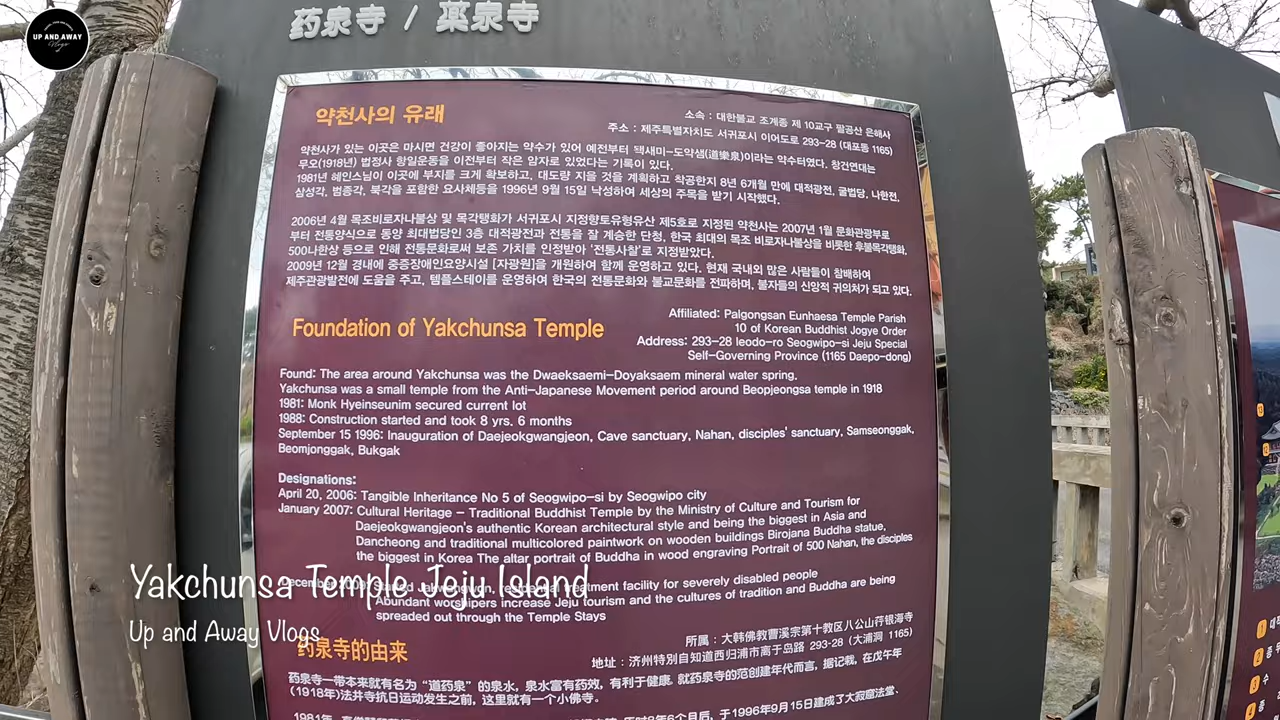 UP AND AWAY
Vlogs
药泉寺 / 薬泉寺
약천사의 유래
소속 : 대한불교 조계종 제 10교구 팔공산 은해사
주소 : 제주특별자치도 서귀포시 이어도로 293-28 (대포동 1165)
약천사가 있는 이곳은 마시면 건강이 좋아지는 약수가 있어 예전부터 돽새미-도약샘(道藥泉)이라는 약수터였다. 창건연대는
무오(1918년) 법정사 항일운동을 이전부터 작은 암자로 있었다는 기록이 있다.
1981년 혜인스님이 이곳에 부지를 크게 확보하고, 대도량 지을 것을 계획하고 착공한지 8년 6개월 만에 대적광전, 굴법당, 나한전,
삼성각, 범종각, 북각을 포함한 요사체등을 1996년 9월 15일 낙성하여 세상의 주목을 받기 시작했다.
2006년 4월 목조비로자나불상 및 목각탱화가 서귀포시 지정향토유형유산 제5호로 지정된 약천사는 2007년 1월 문화관광부로
부터 전통양식으로 동양 최대법당인 3층 대적광전과 전통을 잘 계승한 단청, 한국 최대의 목조 비로자나불상을 비롯한 후불목각탱화,
500나한상 등으로 인해 전통문화로써 보존 가치를 인정받아 '전통사찰'로 지정받았다.
2009년 12월 경내에 중증장애인요양시설 [자광원]을 개원하여 함께 운영하고 있다. 현재 국내외 많은 사람들이 참배하여
제주관광발전에 도움을 주고, 템플스테이를 운영하여 한국의 전통문화와 불교문화를 전파하며, 불자들의 신앙적 귀의처가 되고 있다.
Foundation of Yakchunsa Temple
Affiliated: Palgongsan Eunhaesa Temple Parish
10 of Korean Buddhist Jogye Order
Address: 293-28 Ieodo-ro Seogwipo-si Jeju Special
Self-Governing Province (1165 Daepo-dong)
Found: The area around Yakchunsa was the Dwaeksaemi-Doyaksaem mineral water spring.
Yakchunsa was a small temple from the Anti-Japanese Movement period around Beopjeongsa temple in 1918
1981: Monk Hyeinseunim secured current lot
1988: Construction started and took 8 yrs. 6 months
September 15 1996: Inauguration of Daejeokgwangjeon, Cave sanctuary, Nahan, disciples' sanctuary, Samseonggak,
Beomjonggak, Bukgak
Designations:
April 20, 2006: Tangible Inheritance No 5 of Seogwipo-si by Seogwipo city
January 2007: Cultural Heritage - Traditional Buddhist Temple by the Ministry of Culture and Tourism for
Daejeokgwangjeon's authentic Korean architectural style and being the biggest in Asia and
Dancheong and traditional multicolored paintwork on wooden buildings Birojana Buddha statue,
the biggest in Korea The altar portrait of Buddha in wood engraving Portrait of 500 Nahan, the disciples
December facility for severely disabled people
Abundant worshipers increase Jeju tourism and the cultures of tradition and Buddha are being
spreaded out through the Temple Stays
Yakchunsa Temple Jeju Island
Up and Away Vlogs
药泉寺的由来
所属 : 大韩佛教曹溪宗第十教区八公山荐银海寺
地址 : 济州特別自知道西归浦市离于岛路 293-28 (大浦洞 1165)
药泉寺一带本来就有名为 “道药泉” 的泉水, 泉水富有药效, 有利于健康. 就药泉寺的范创建年代而言, 据记载, 在戊午年
(1918年)法井寺抗日运动发生之前, 这里就有一个小佛寺。
1981年, 6个月后, 于1996年9月15日建成了大寂窟法堂、
1
2
3
4